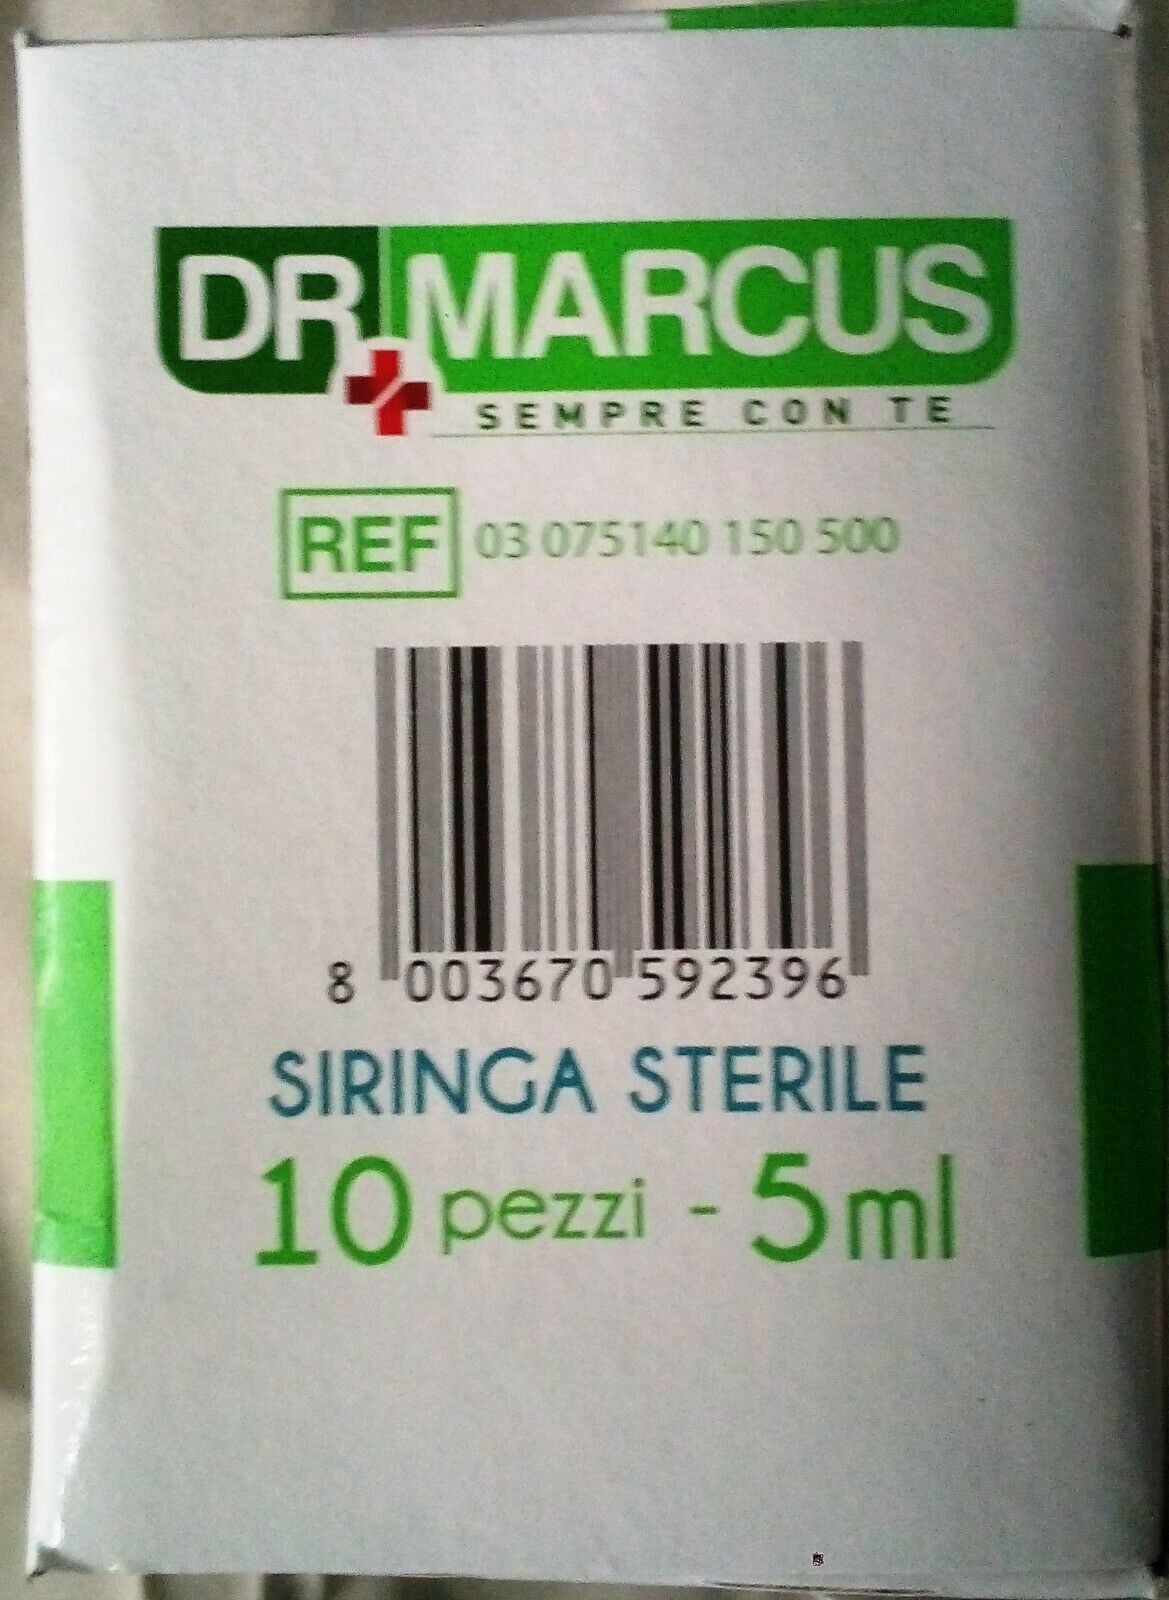 DR MARCUS
SEMPRE CON TE
REF 03 075140 150 500
8 003670 592396
SIRINGA STERILE
10 pezzi - 5ml